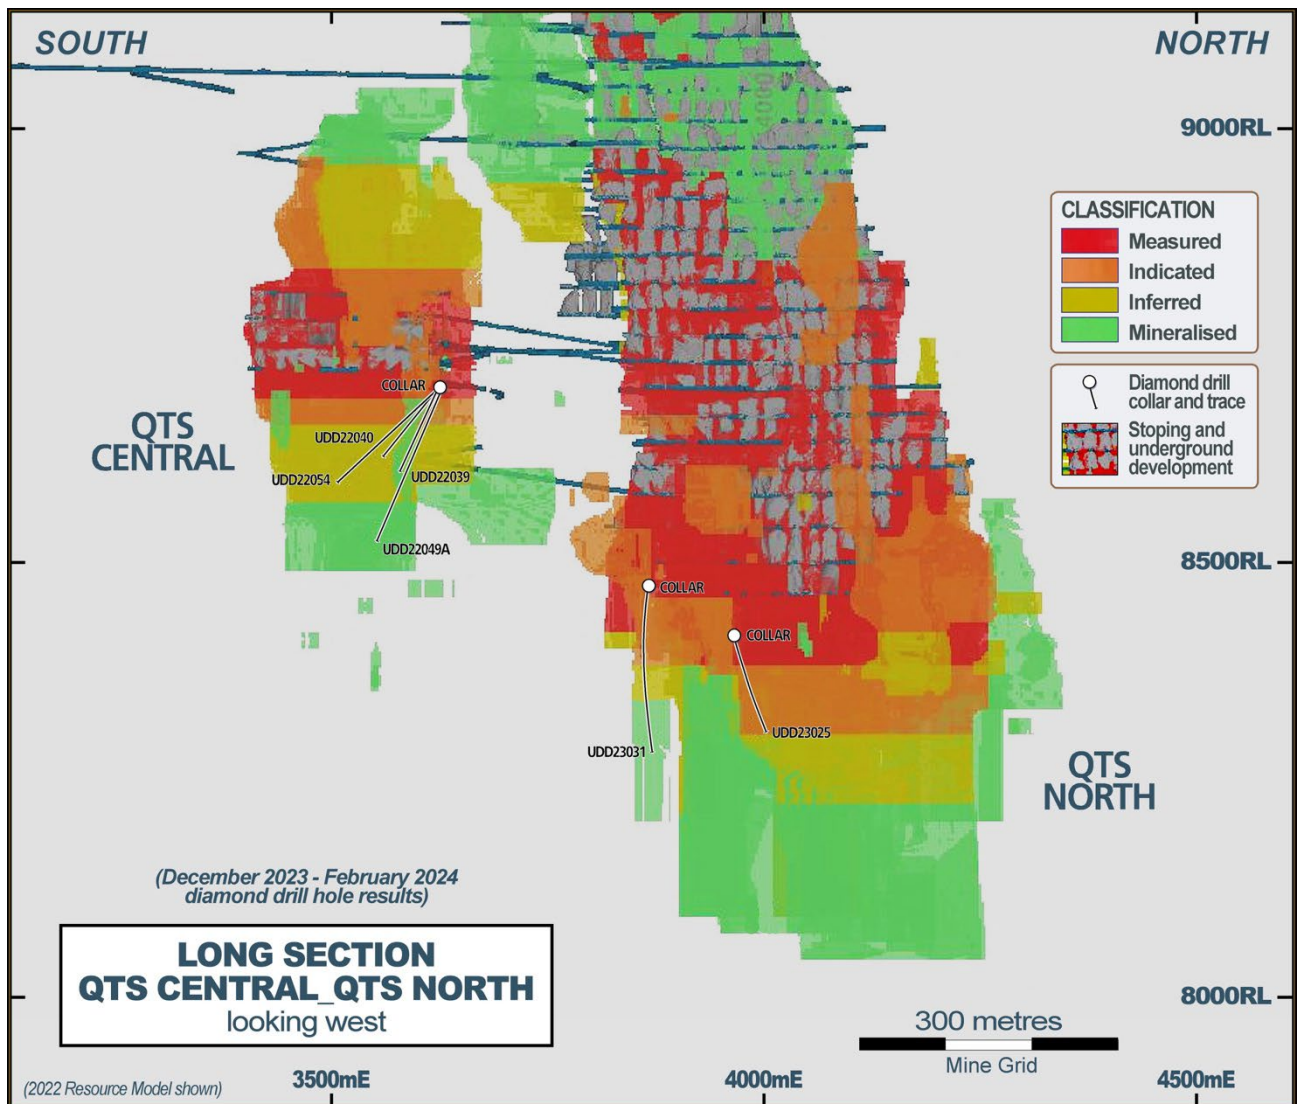 SOUTH
NORTH
4000
9000RL
CLASSIFICATION
Measured
Indicated
Inferred
Mineralised
Diamond drill
collar and trace
Stoping and
underground
development
COLLAR
QTS
CENTRAL
UDD22040
UDD22054
UDD22039
UDD22049A
8500RL
COLLAR
COLLAR
UDD23025
UDD23031
QTS
NORTH
(December 2023 - February 2024
diamond drill hole results)
LONG SECTION
QTS CENTRAL_QTS NORTH
looking west
8000RL
300 metres
Mine Grid
(2022 Resource Model shown)
3500mE
4000mE
4500mE